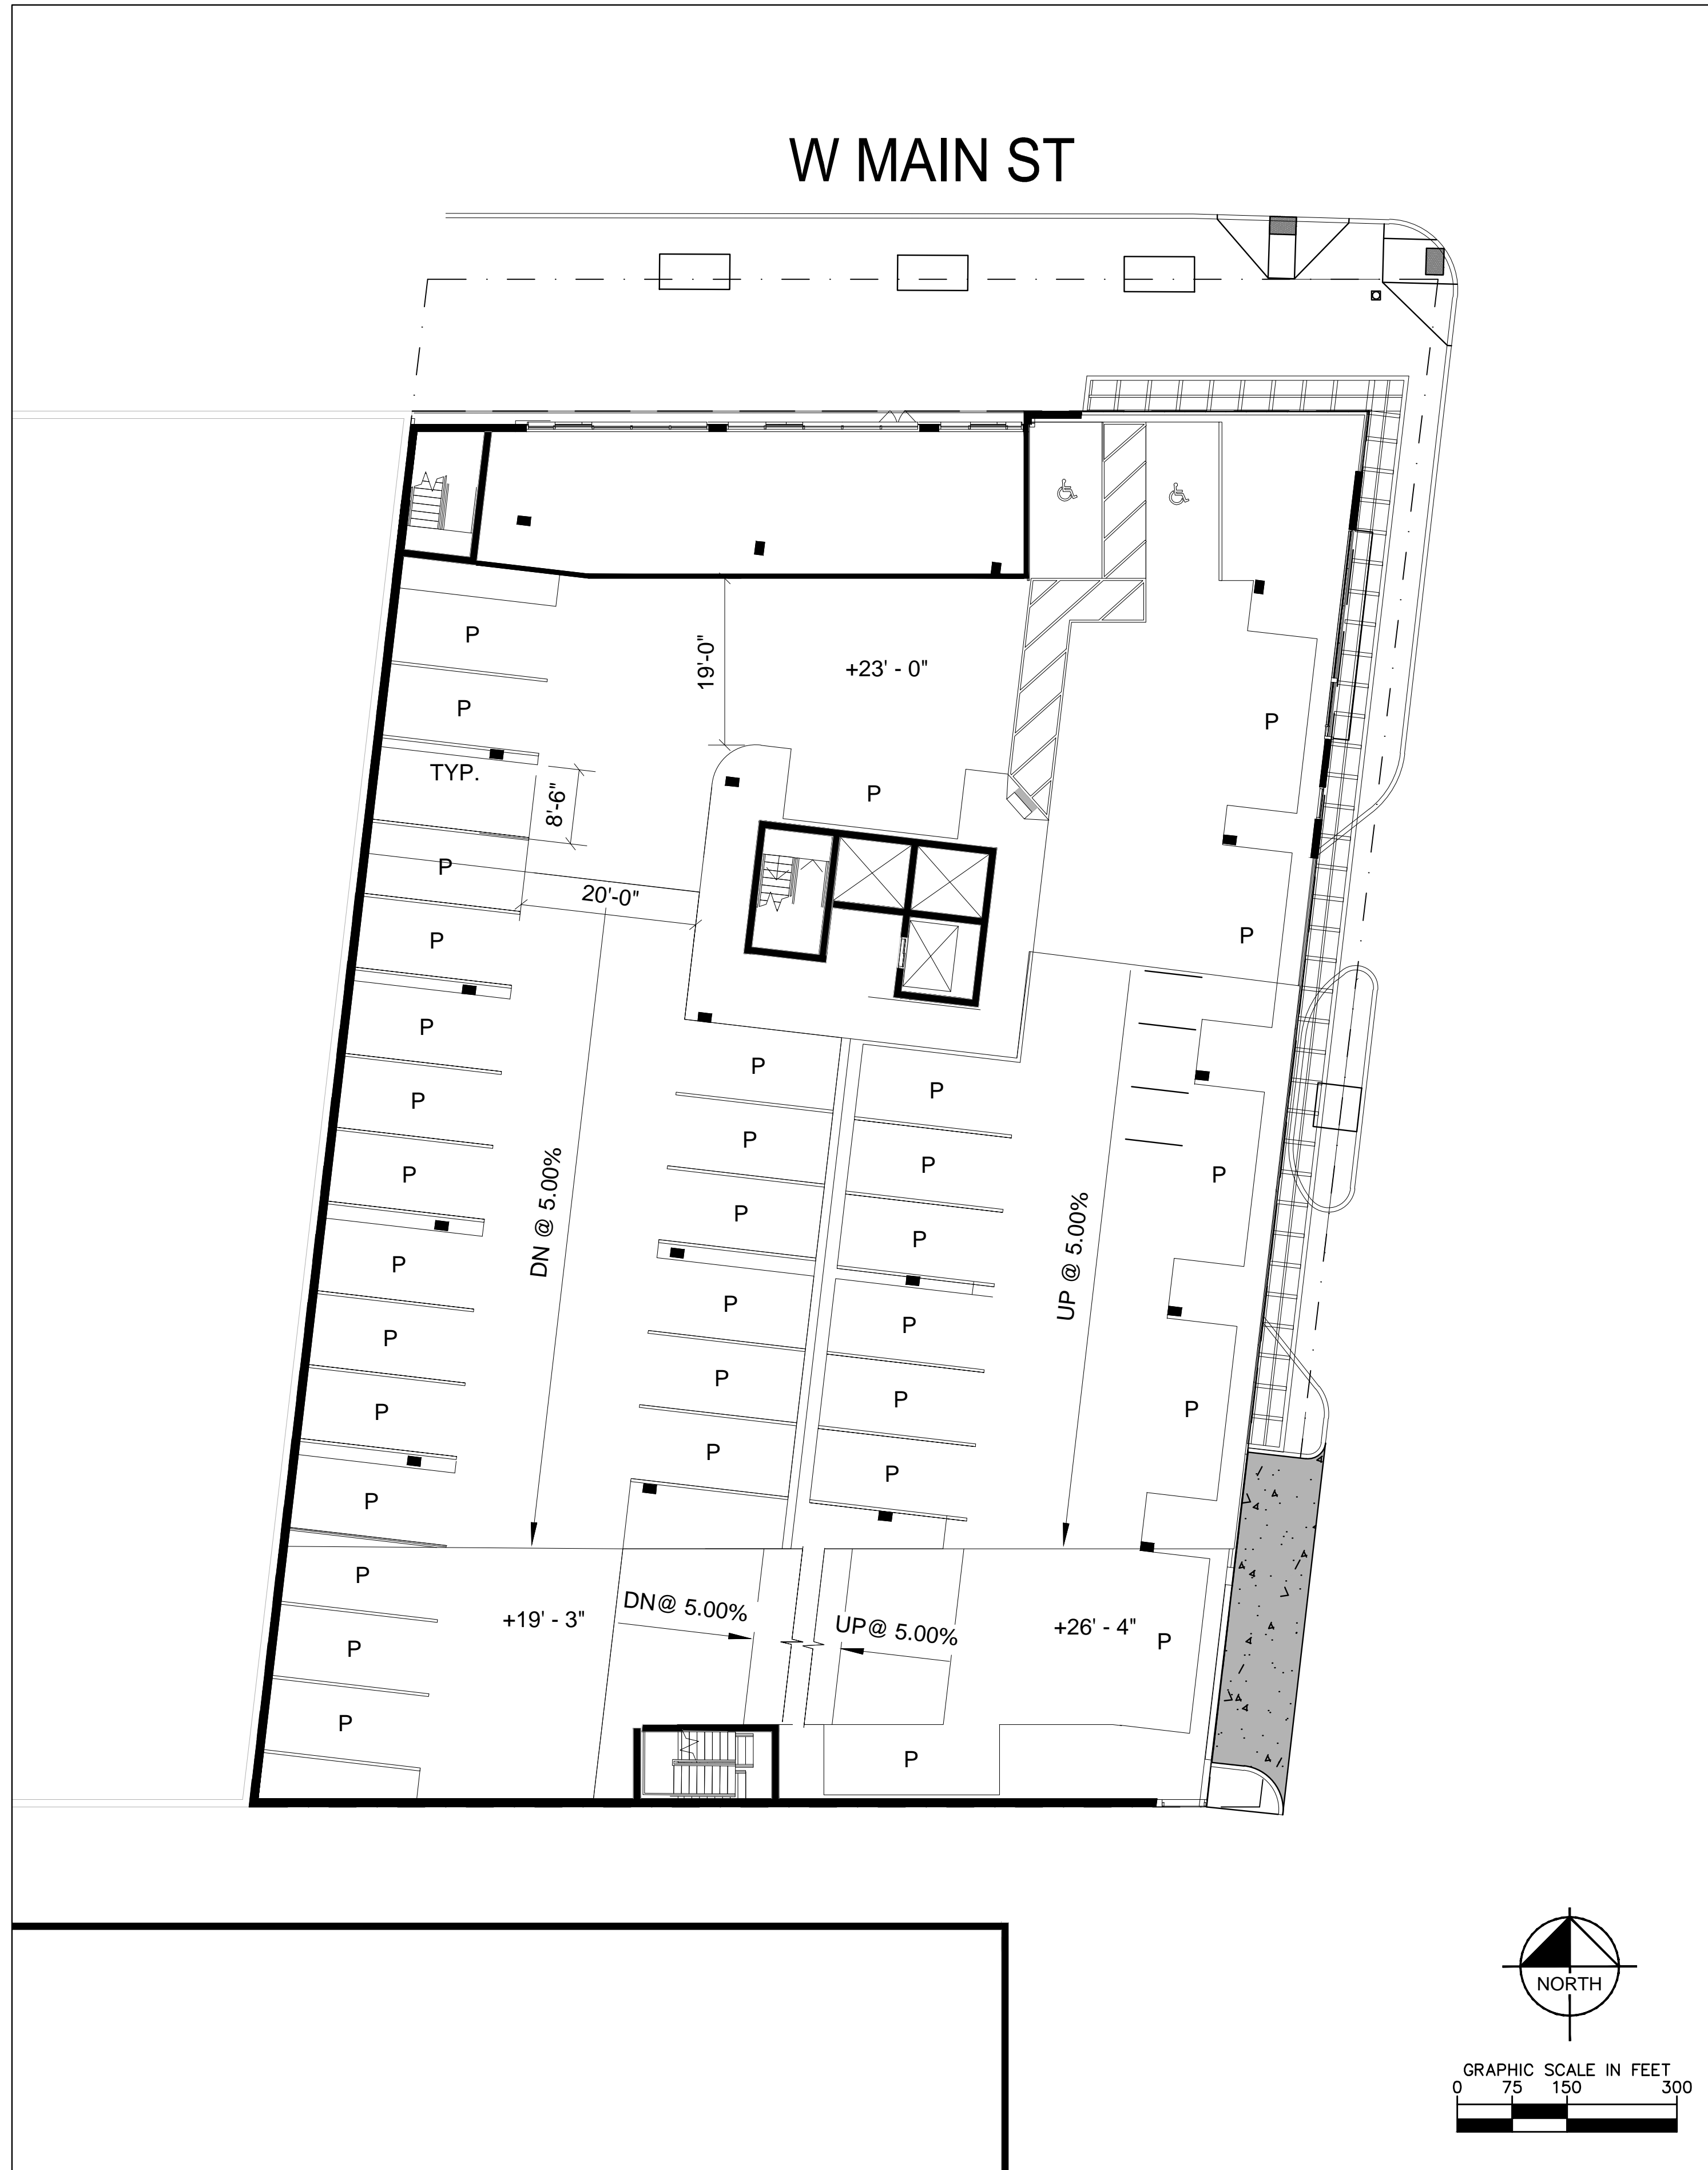 W MAIN ST
P
19'-0"
+23' - 0"
P
P
TYP.
8'-6"
P
P
20'-0"
P
P
P
P
P
P
P
P
P
P
P
P
DN @ 5.00%
P
UP @ 5.00%
P
P
P
P
P
P
P
P
P
P
P
P
P
P
+19' - 3"
DN@ 5.00%
UP@ 5.00%
+26' - 4"
P
P
P
P
NORTH
GRAPHIC SCALE IN FEET
0 75 150 300